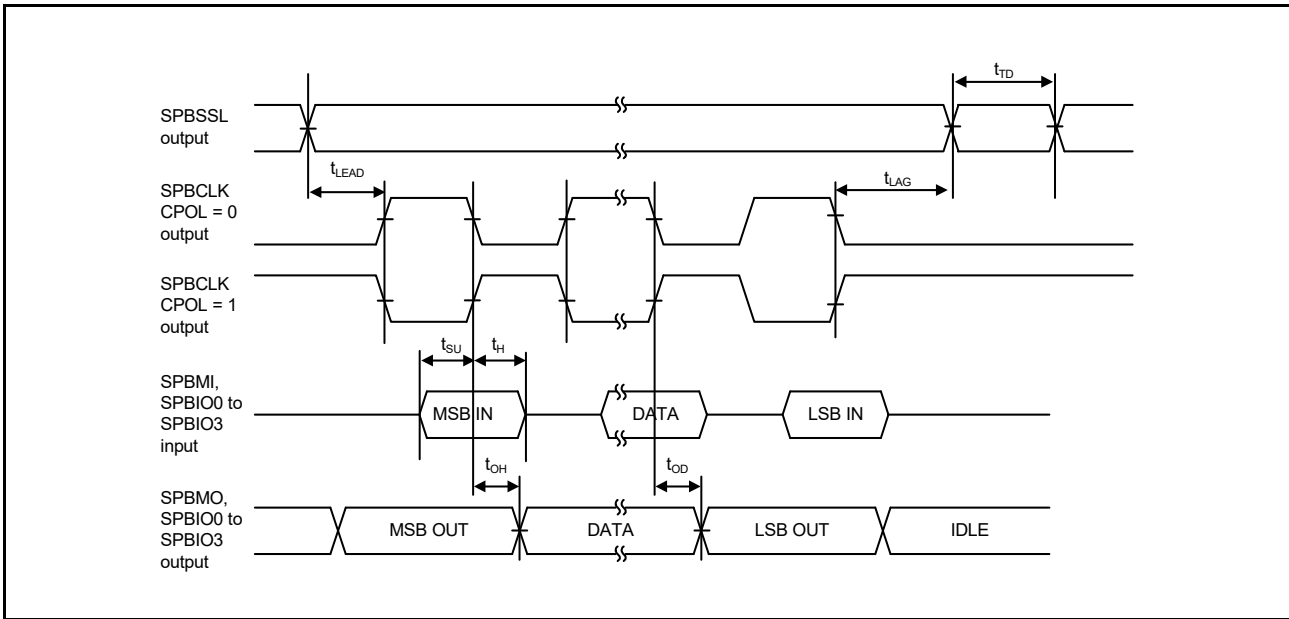 tTD
SPBSSL
output
tLEAD
tLAG
SPBCLK
CPOL = 0
output
SPBCLK
CPOL = 1
output
tSU
tH
SPBMI,
SPBIO0 to
SPBIO3
input
MSB IN
DATA
LSB IN
tOH
tOD
SPBMO,
SPBIO0 to
SPBIO3
output
MSB OUT
DATA
LSB OUT
IDLE